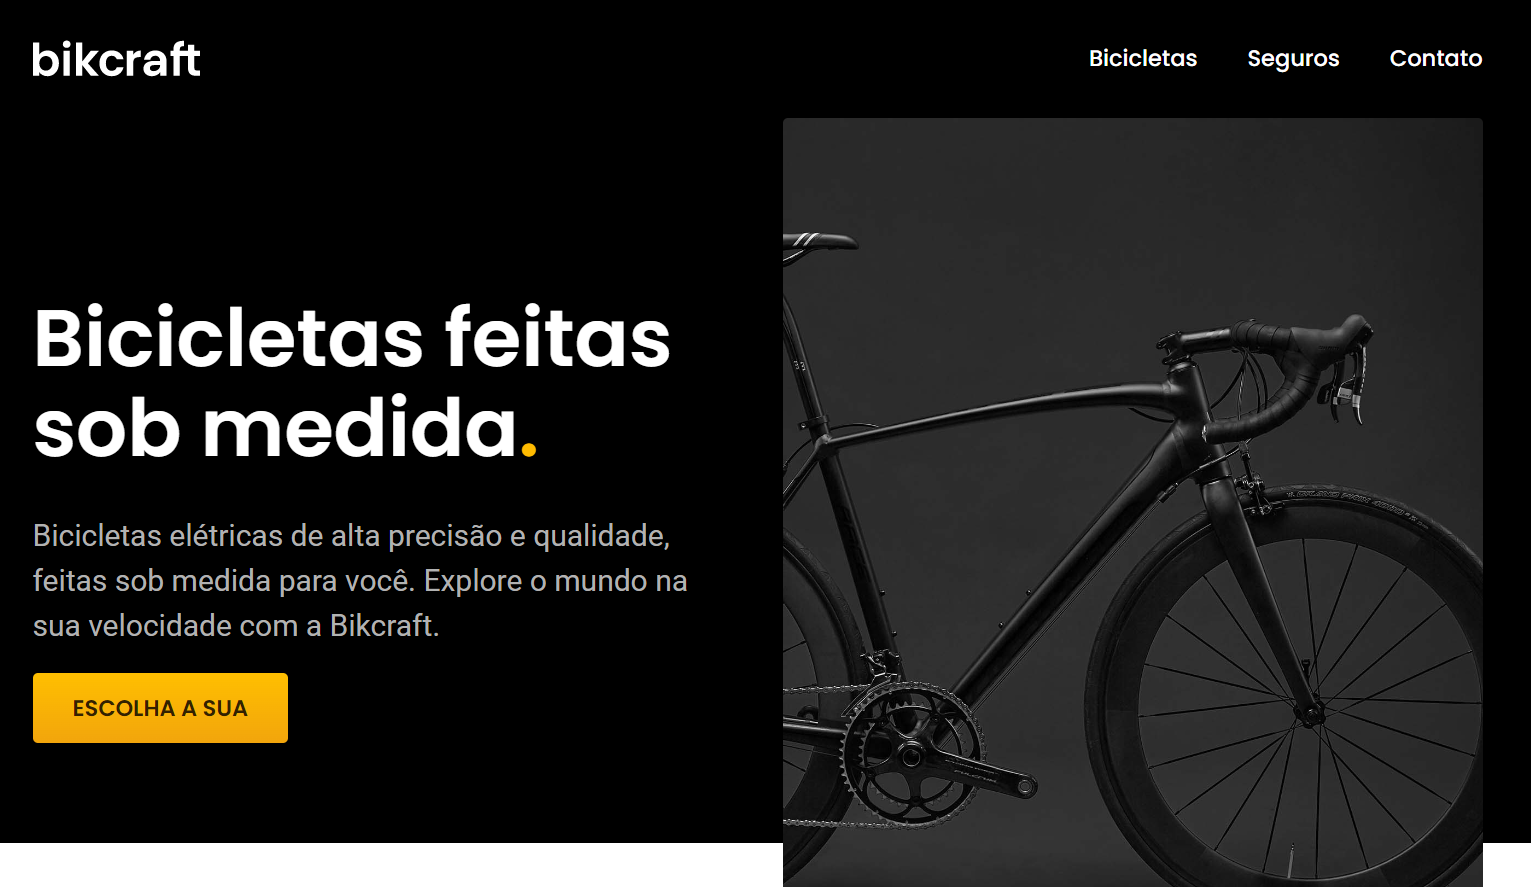 bikcraft
Bicicletas Seguros Contato
Bicicletas feitas
sob medida.
Bicicletas elétricas de alta precisão e qualidade,
feitas sob medida para você. Explore o mundo na
sua velocidade com a Bikcraft.
ESCOLHA A SUA